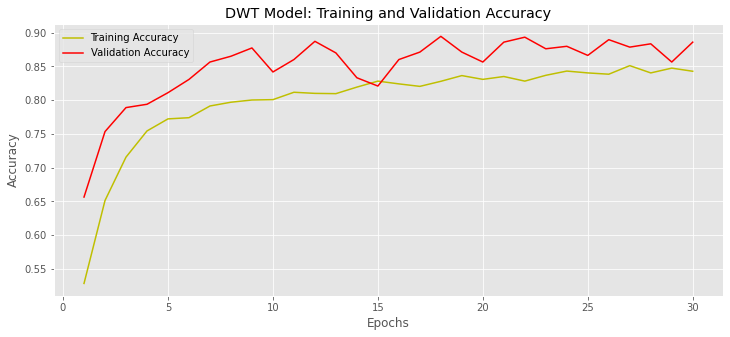 DWT Model: Training and Validation Accuracy
Training Accuracy
Validation Accuracy
0.90
0.85
0.80
0.75
0.70
0.65
0.60
0.55
Accuracy
0 5 10 15 20 25 30
Epochs